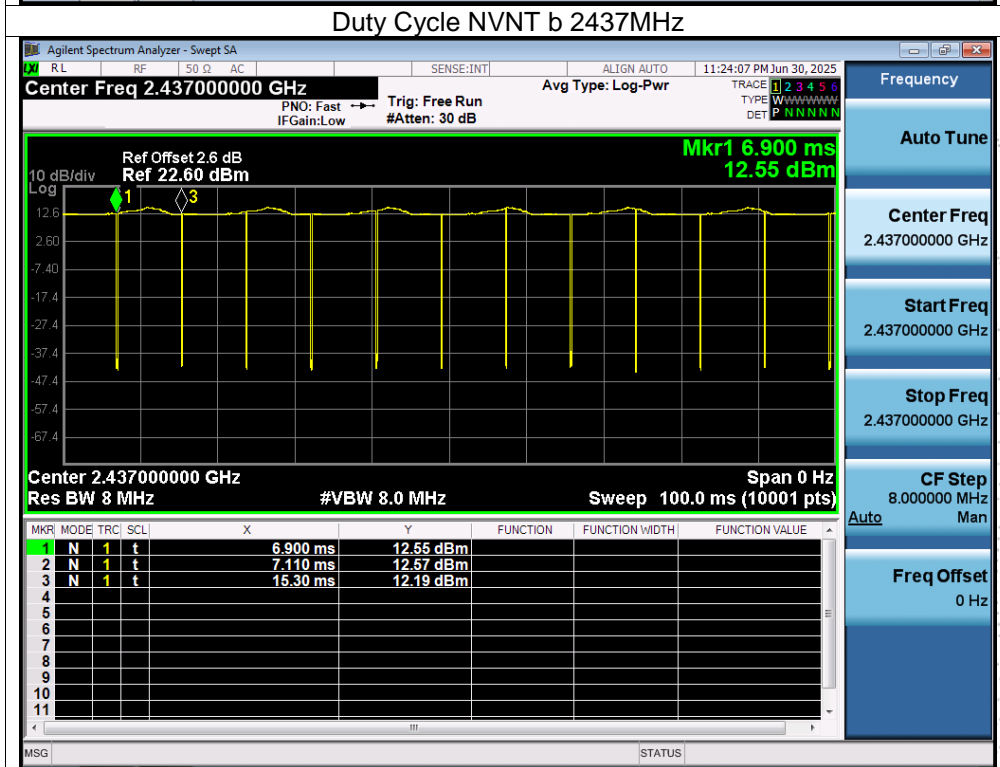 Duty Cycle NVNT b 2437MHz
Agilent Spectrum Analyzer - Swept SA
LXI RL RF 50 Ω AC SENSE:INT ALIGN AUTO 11:24:07 PM Jun 30, 2025
Center Freq 2.437000000 GHz
PNO: Fast
IFGain:Low
Trig: Free Run
#Atten: 30 dB
Avg Type: Log-Pwr
TRACE 1 2 3 4 5 6
TYPE WWWWWW
DET P N N N N N
Frequency
Auto Tune
Center Freq
2.437000000 GHz
Start Freq
2.437000000 GHz
Stop Freq
2.437000000 GHz
CF Step
8.000000 MHz
Auto Man
Freq Offset
0 Hz
Mkr1 6.900 ms
12.55 dBm
Ref Offset 2.6 dB
10 dB/div Ref 22.60 dBm
Log
1 3
12.6
2.60
-7.40
-17.4
-27.4
-37.4
-47.4
-57.4
-67.4
Center 2.437000000 GHz Span 0 Hz
Res BW 8 MHz #VBW 8.0 MHz Sweep 100.0 ms (10001 pts)
MKR MODE TRC SCL X Y FUNCTION FUNCTION WIDTH FUNCTION VALUE
1 N 1 t 6.900 ms 12.55 dBm
2 N 1 t 7.110 ms 12.57 dBm
3 N 1 t 15.30 ms 12.19 dBm
4
5
6
7
8
9
10
11
MSG STATUS